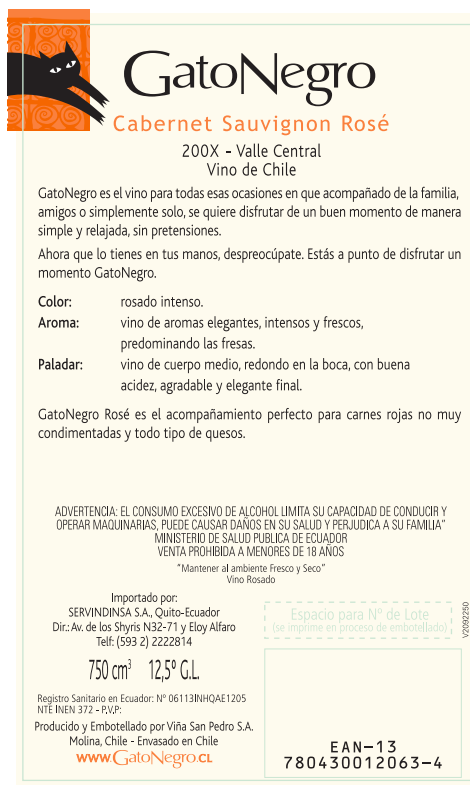 GatoNegro
Cabernet Sauvignon Rosé
200X - Valle Central
Vino de Chile
GatoNegro es el vino para todas esas ocasiones en que acompañado de la familia,
amigos o simplemente solo, se quiere disfrutar de un buen momento de manera
simple y relajada, sin pretensiones.
Ahora que lo tienes en tus manos, despreocúpate. Estás a punto de disfrutar un
momento GatoNegro.
Color: rosado intenso.
Aroma: vino de aromas elegantes, intensos y frescos,
predominando las fresas.
Paladar: vino de cuerpo medio, redondo en la boca, con buena
acidez, agradable y elegante final.
GatoNegro Rosé es el acompañamiento perfecto para carnes rojas no muy
condimentadas y todo tipo de quesos.
ADVERTENCIA: EL CONSUMO EXCESIVO DE ALCOHOL LIMITA SU CAPACIDAD DE CONDUCIR Y
OPERAR MAQUINARIAS, PUEDE CAUSAR DAÑOS EN SU SALUD Y PERJUDICA A SU FAMILIA"
MINISTERIO DE SALUD PUBLICA DE ECUADOR
VENTA PROHIBIDA A MENORES DE 18 AÑOS
"Mantener al ambiente Fresco y Seco"
Vino Rosado
Importado por:
SERVINDINSA S.A., Quito-Ecuador
Dir.: Av. de los Shyris N32-71 y Eloy Alfaro
Telf: (593 2) 2222814
750 cm³ 12,5º G.L.
Registro Sanitario en Ecuador: Nº 06113INHQAE1205
NTE INEN 372 - P.V.P:
Producido y Embotellado por Viña San Pedro S.A.
Molina, Chile - Envasado en Chile
www.GatoNegro.CL
Espacio para Nº de Lote
(se imprime en proceso de embotellado)
V2092250
EAN-13
780430012063-4